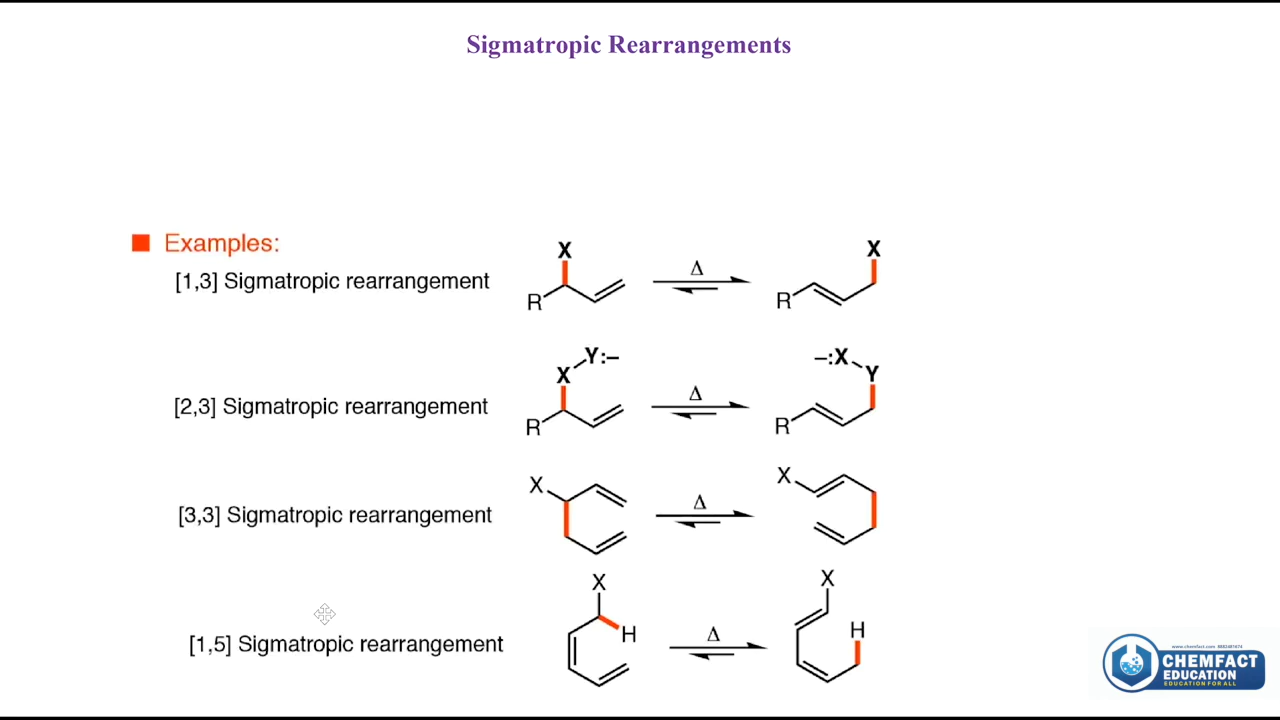 Sigmatropic Rearrangements
Examples:
[1,3] Sigmatropic rearrangement
X
R
Δ
X
R
[2,3] Sigmatropic rearrangement
Y:–
X
R
Δ
–:X
Y
R
[3,3] Sigmatropic rearrangement
X
Δ
X
[1,5] Sigmatropic rearrangement
X
H
Δ
X
H
CHEMFACT
EDUCATION
EDUCATION FOR ALL